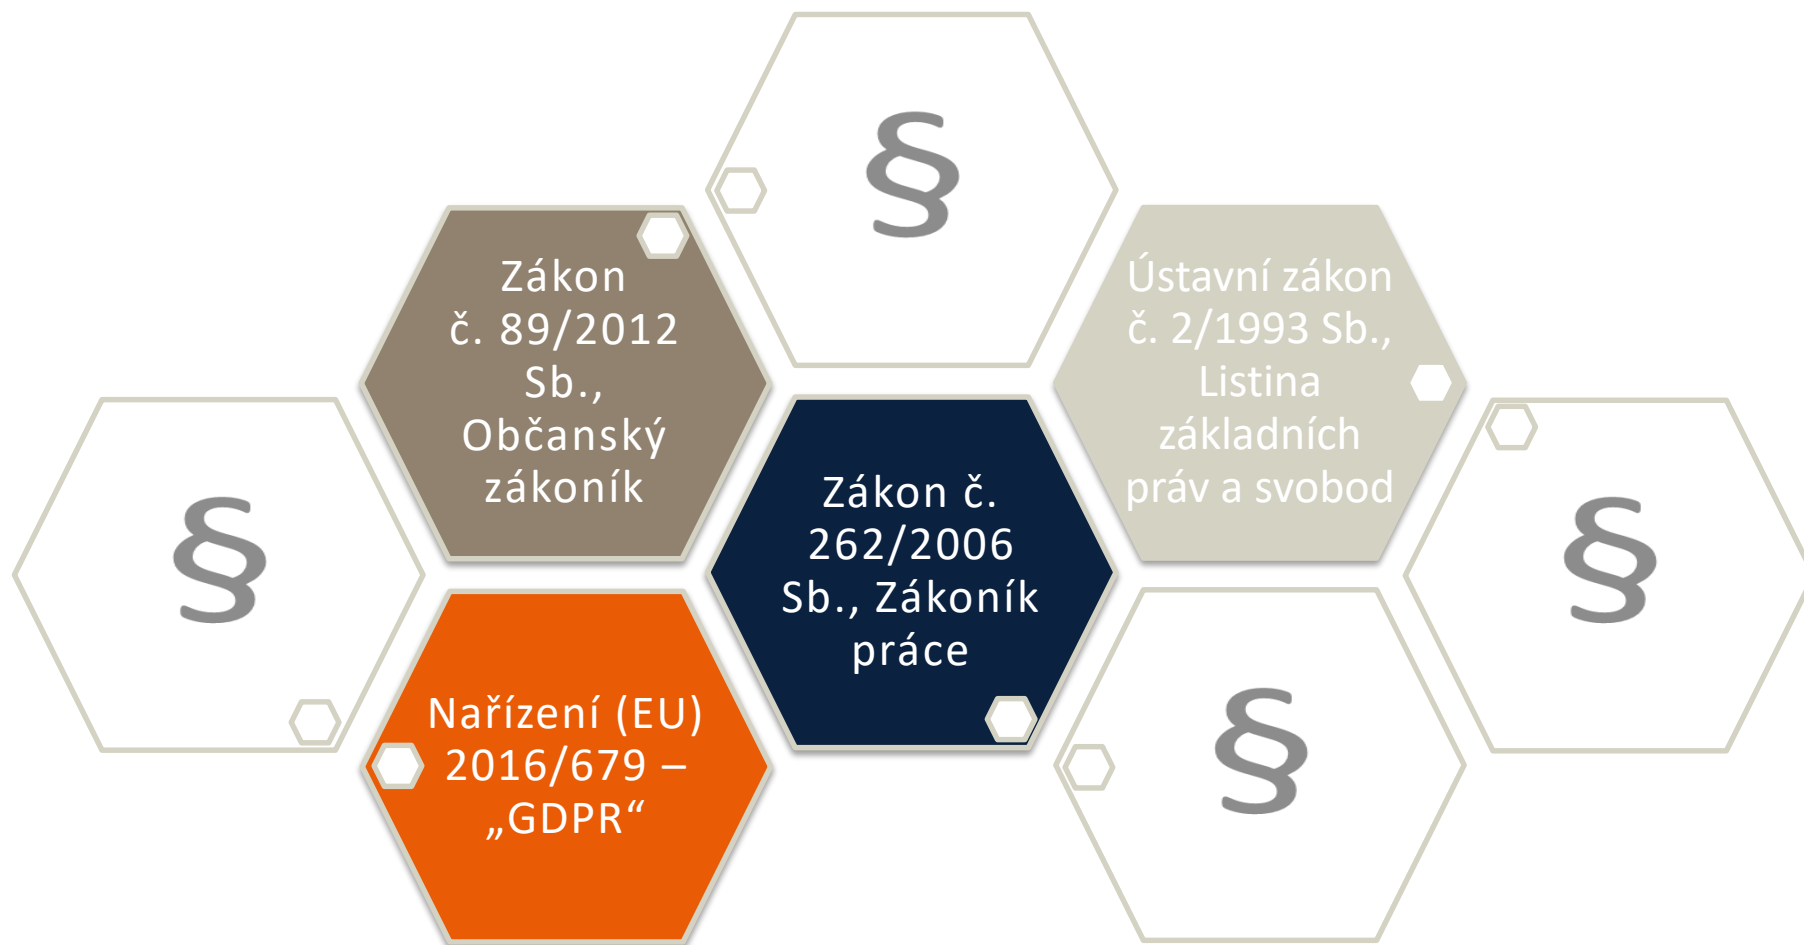 §
Zákon
č. 89/2012
Sb.,
Občanský
zákoník
Ústavní zákon
č. 2/1993 Sb.,
Listina
základních
práv a svobod
§
Zákon č.
262/2006
Sb., Zákoník
práce
§
Nařízení (EU)
2016/679 –
„GDPR“
§